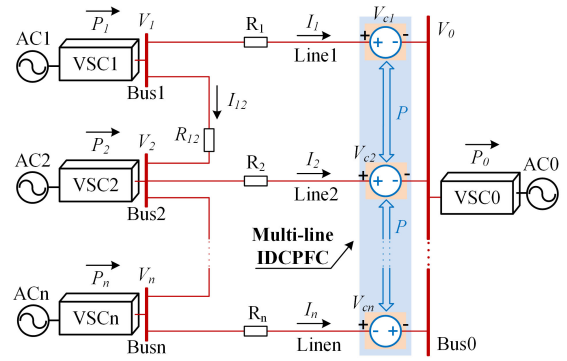 P1 V1 R1 I1 Vc1 V0
AC1 VSC1 + + - -
Bus1 Line1
I12
P2 V2 R12 P
R2 I2 Vc2 P0 AC0
AC2 VSC2 + + - -
Bus2 Line2 VSC0
Multi-line P
IDCPFC
Pn Vn
ACn Rn In Vcn
VSCn + - + -
Busn Linen Bus0